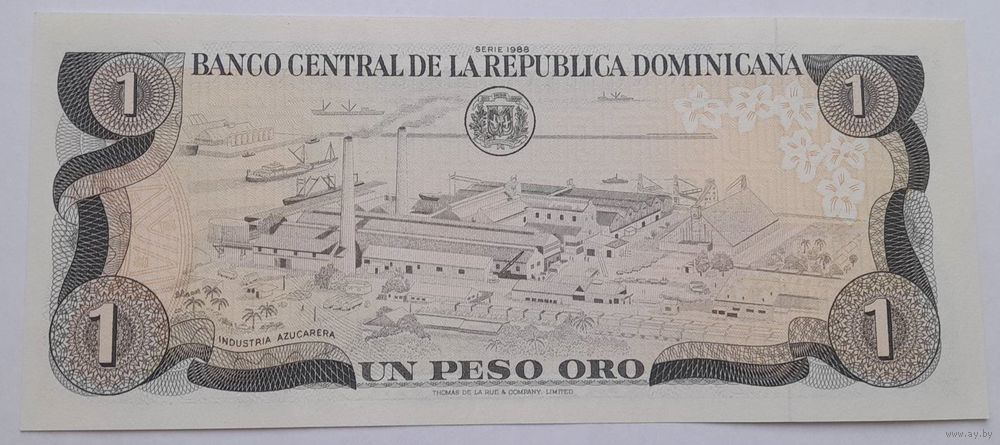 SERIE 1988
BANCO CENTRAL DE LA REPUBLICA DOMINICANA
1
1
1
INDUSTRIA AZUCARERA
1
UN PESO ORO
THOMAS DE LA RUE & COMPANY, LIMITED
www.ay.by